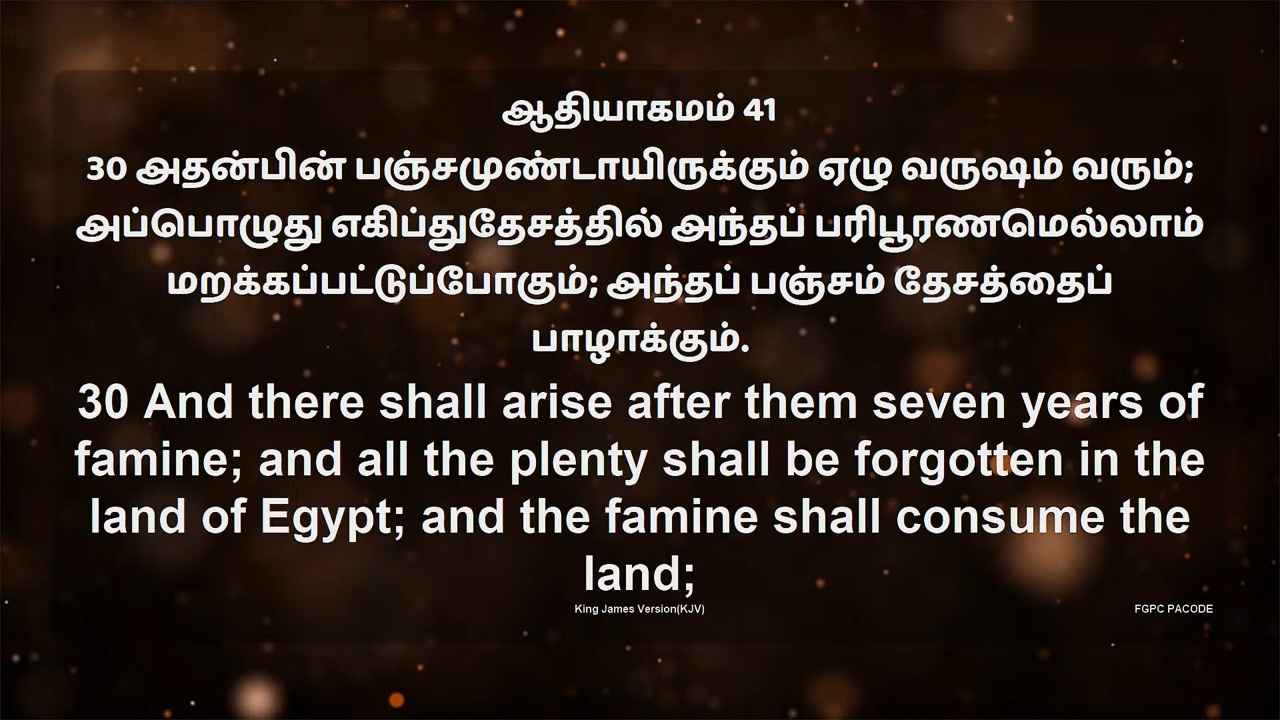 ஆதியாகமம் 41
30 அதன்பின் பஞ்சமுண்டாயிருக்கும் ஏழு வருஷம் வரும்;
அப்பொழுது எகிப்துதேசத்தில் அந்தப் பரிபூரணமெல்லாம்
மறக்கப்பட்டுப்போகும்; அந்தப் பஞ்சம் தேசத்தைப்
பாழாக்கும்.
30 And there shall arise after them seven years of
famine; and all the plenty shall be forgotten in the
land of Egypt; and the famine shall consume the
land;
King James Version(KJV)
FGPC PACODE